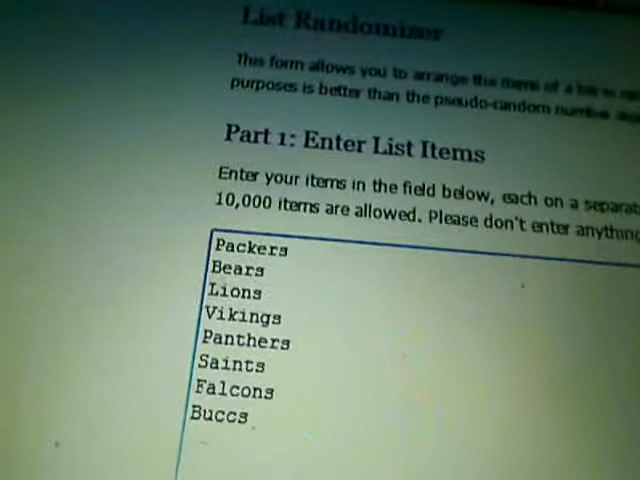 List Randomizer
This form allows you to arrange the items of a list in
purposes is better than the pseudo-random number
Part 1: Enter List Items
Enter your items in the field below, each on a separat
10,000 items are allowed. Please don't enter anything
Packers
Bears
Lions
Vikings
Panthers
Saints
Falcons
Buccs